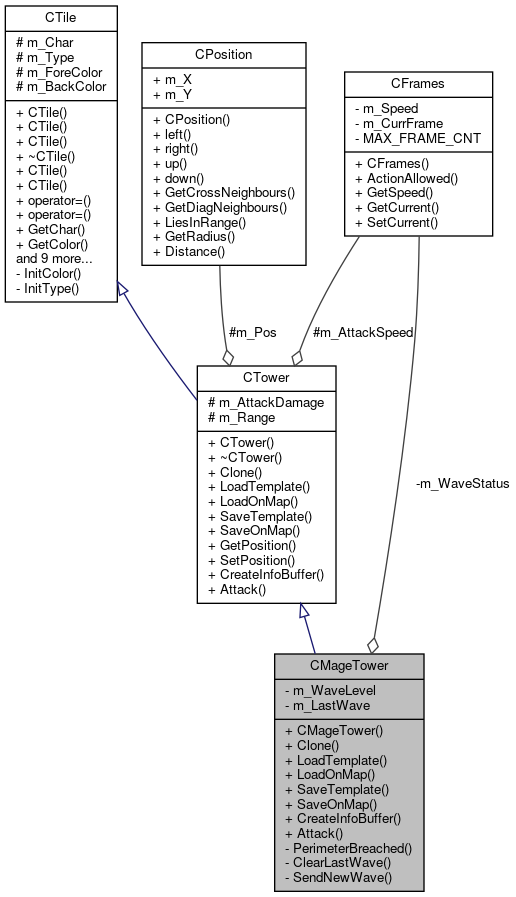 CTile
# m_Char
# m_Type
# m_ForeColor
# m_BackColor
+ CTile()
+ CTile()
+ CTile()
+ ~CTile()
+ CTile()
+ CTile()
+ operator=()
+ operator=()
+ GetChar()
+ GetColor()
and 9 more...
- InitColor()
- InitType()
CPosition
+ m_X
+ m_Y
+ CPosition()
+ left()
+ right()
+ up()
+ down()
+ GetCrossNeighbours()
+ GetDiagNeighbours()
+ LiesInRange()
+ GetRadius()
+ Distance()
CFrames
- m_Speed
- m_CurrFrame
- MAX_FRAME_CNT
+ CFrames()
+ ActionAllowed()
+ GetSpeed()
+ GetCurrent()
+ SetCurrent()
#m_Pos
#m_AttackSpeed
CTower
# m_AttackDamage
# m_Range
+ CTower()
+ ~CTower()
+ Clone()
+ LoadTemplate()
+ LoadOnMap()
+ SaveTemplate()
+ SaveOnMap()
+ GetPosition()
+ SetPosition()
+ CreateInfoBuffer()
+ Attack()
-m_WaveStatus
CMageTower
- m_WaveLevel
- m_LastWave
+ CMageTower()
+ Clone()
+ LoadTemplate()
+ LoadOnMap()
+ SaveTemplate()
+ SaveOnMap()
+ CreateInfoBuffer()
+ Attack()
- PerimeterBreached()
- ClearLastWave()
- SendNewWave()